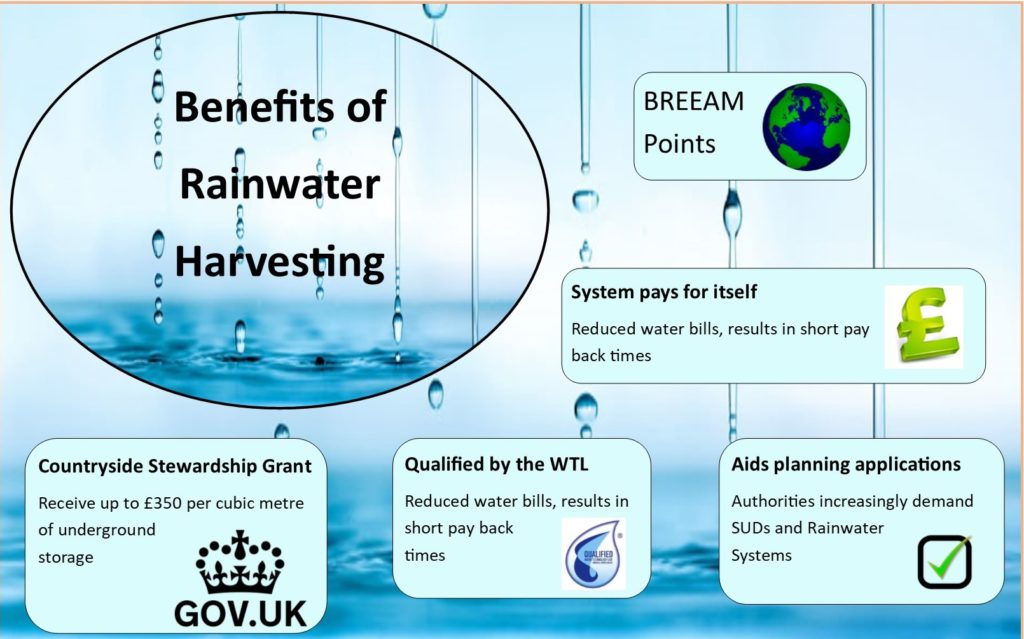 Benefits of
Rainwater
Harvesting
BREEAM
Points
System pays for itself
Reduced water bills, results in short pay
back times
Countryside Stewardship Grant
Receive up to £350 per cubic metre
of underground
storage
GOV.UK
Qualified by the WTL
Reduced water bills, results in
short pay back
times
QUALIFIED
Aids planning applications
Authorities increasingly demand
SUDs and Rainwater
Systems